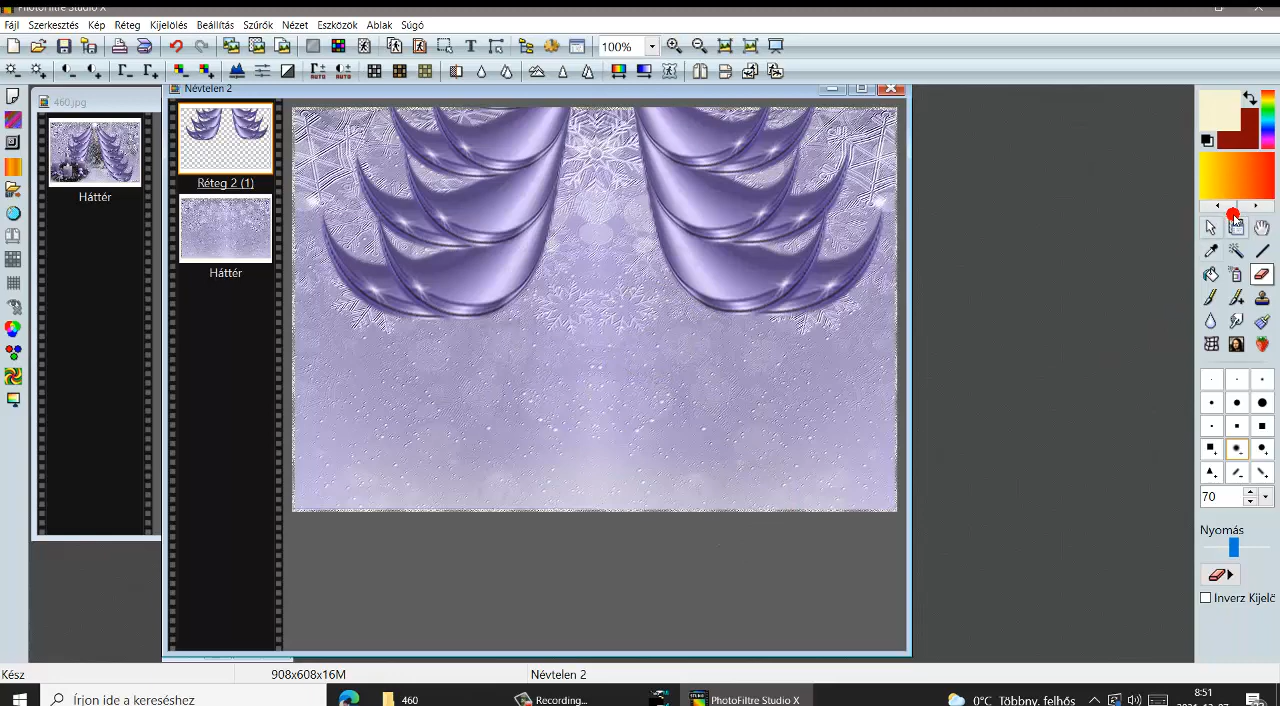 PhotoFiltre Studio X
Fájl Szerkesztés Kép Réteg Kijelölés Beállítás Szűrők Nézet Eszközök Ablak Súgó
100%
AUTO AUTO
460.jpg
Névtelen 2
Háttér
Réteg 2 (1)
Háttér
70
Nyomás
Inverz Kijelö
Kész 908x608x16M Névtelen 2
Írjon ide a kereséshez 460 Recording... PhotoFiltre Studio X 0°C Többny. felhős 8:51